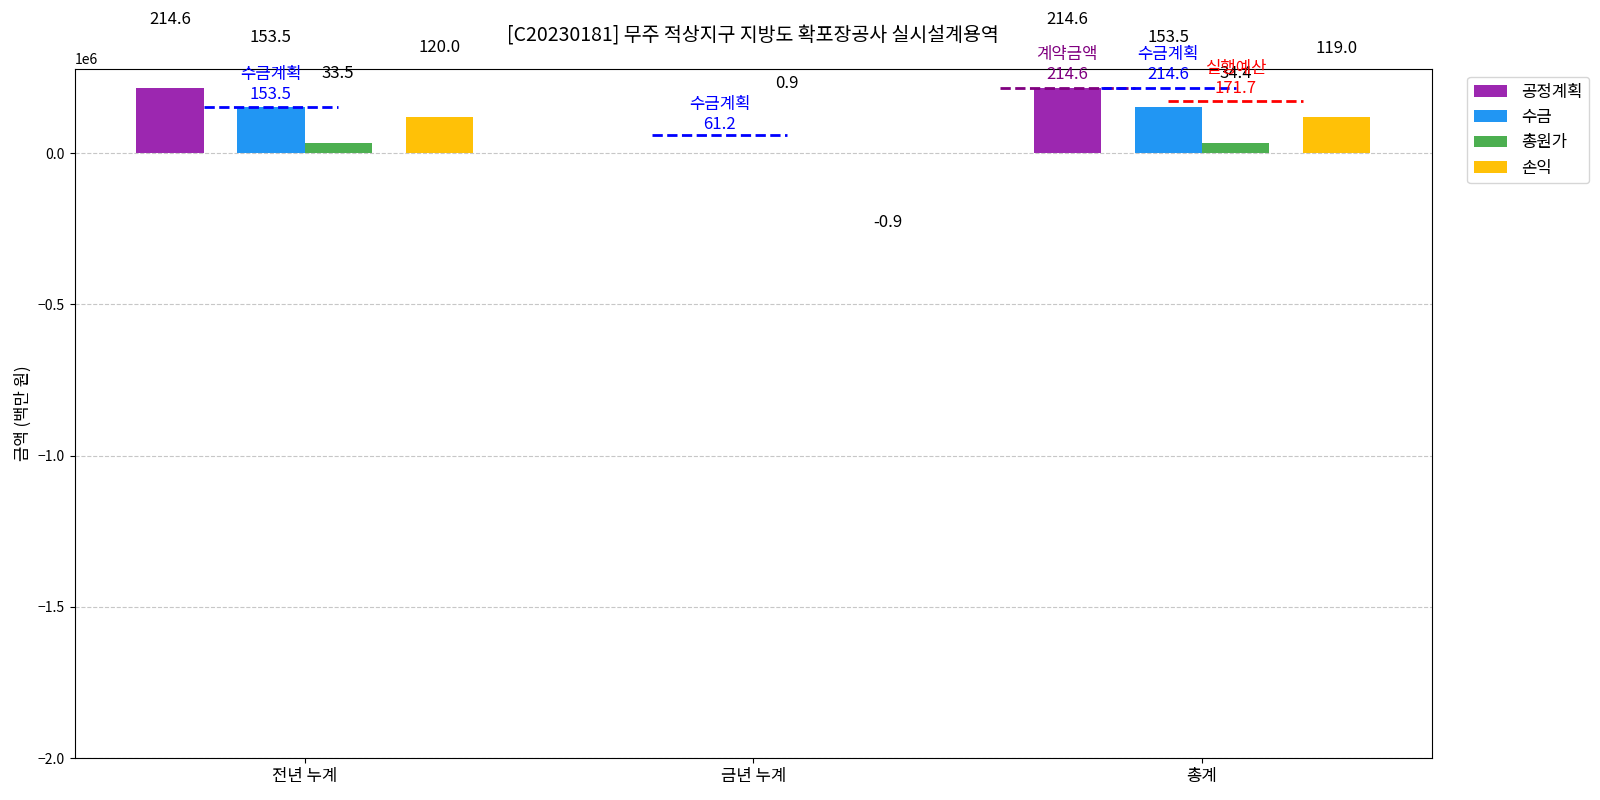 [C20230181] 무주 적상지구 지방도 확포장공사 실시설계용역
1e6
214.6
153.5
수금계획
153.5
33.5
120.0
수금계획
61.2
0.9
-0.9
214.6
계약금액
214.6
153.5
수금계획
214.6
34.4
실행예산
171.7
119.0
공정계획
수금
총원가
손익
금액 (백만 원)
0.0
−0.5
−1.0
−1.5
−2.0
전년 누계
금년 누계
총계